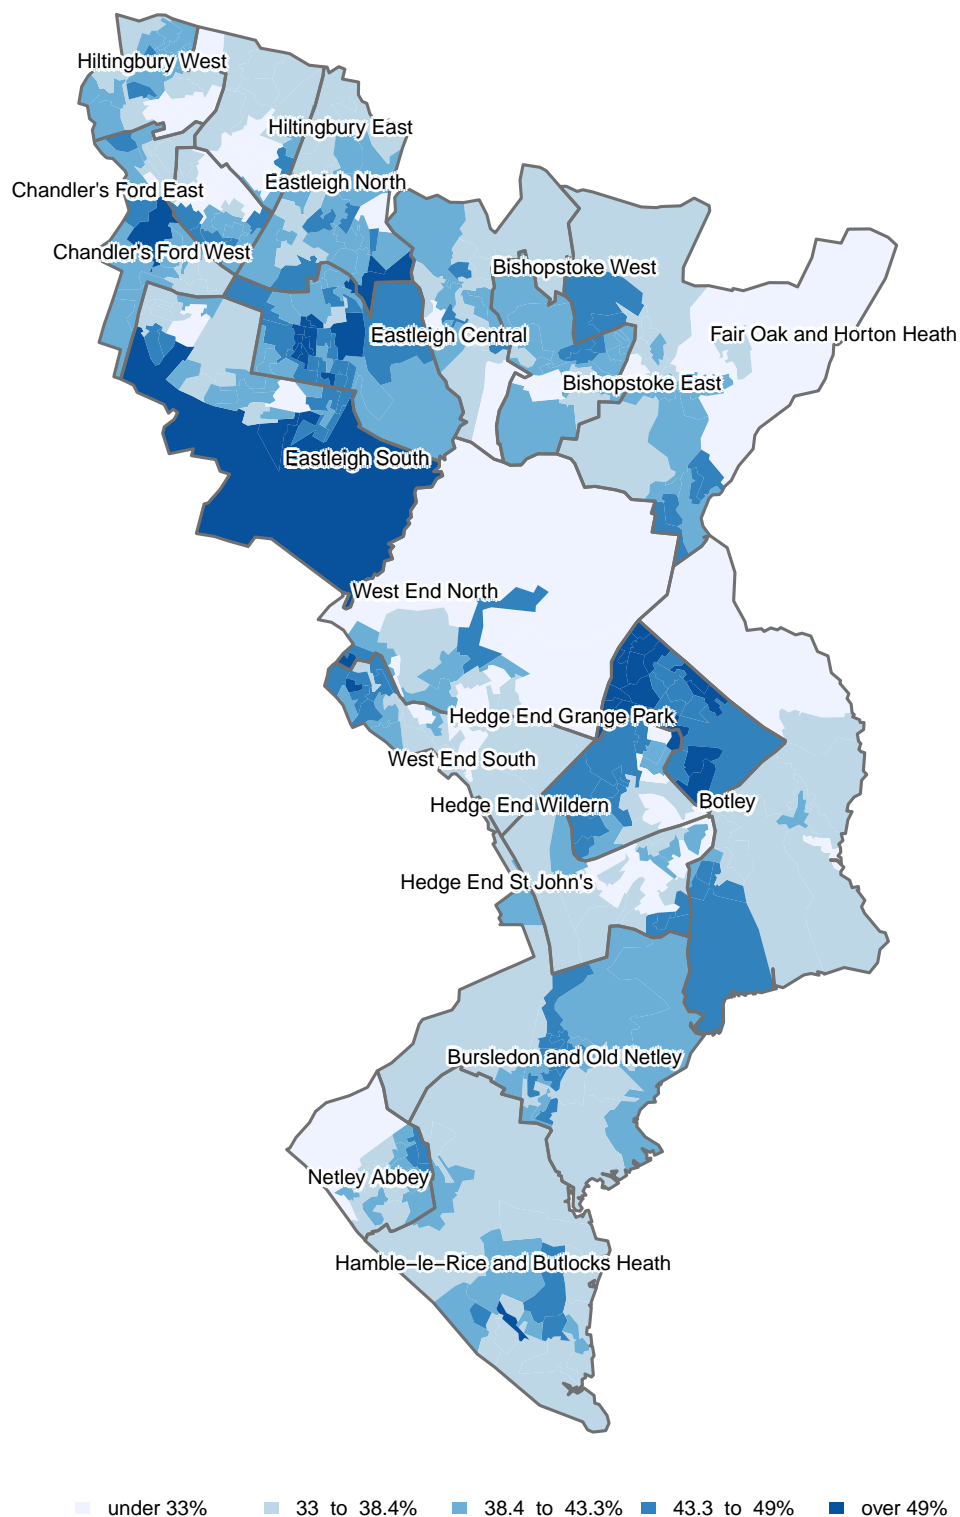 Hiltingbury West
Hiltingbury East
Eastleigh North
Chandler's Ford East
Chandler's Ford West
Bishopstoke West
Eastleigh Central
Fair Oak and Horton Heath
Bishopstoke East
Eastleigh South
West End North
Hedge End Grange Park
West End South
Hedge End Wildern
Botley
Hedge End St John's
Bursledon and Old Netley
Netley Abbey
Hamble−le−Rice and Butlocks Heath
under 33% 33 to 38.4% 38.4 to 43.3% 43.3 to 49% over 49%